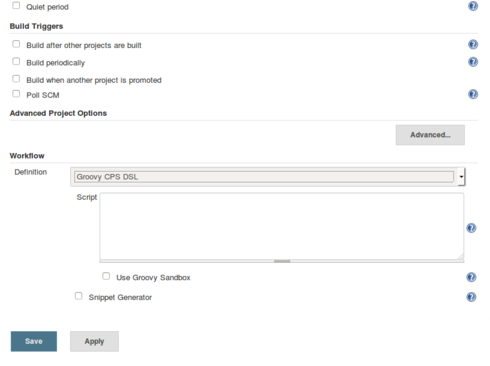 Quiet period
Build Triggers
Build after other projects are built
Build periodically
Build when another project is promoted
Poll SCM
Advanced Project Options
Advanced...
Workflow
Definition
Groovy CPS DSL
Script
Use Groovy Sandbox
Snippet Generator
Save
Apply